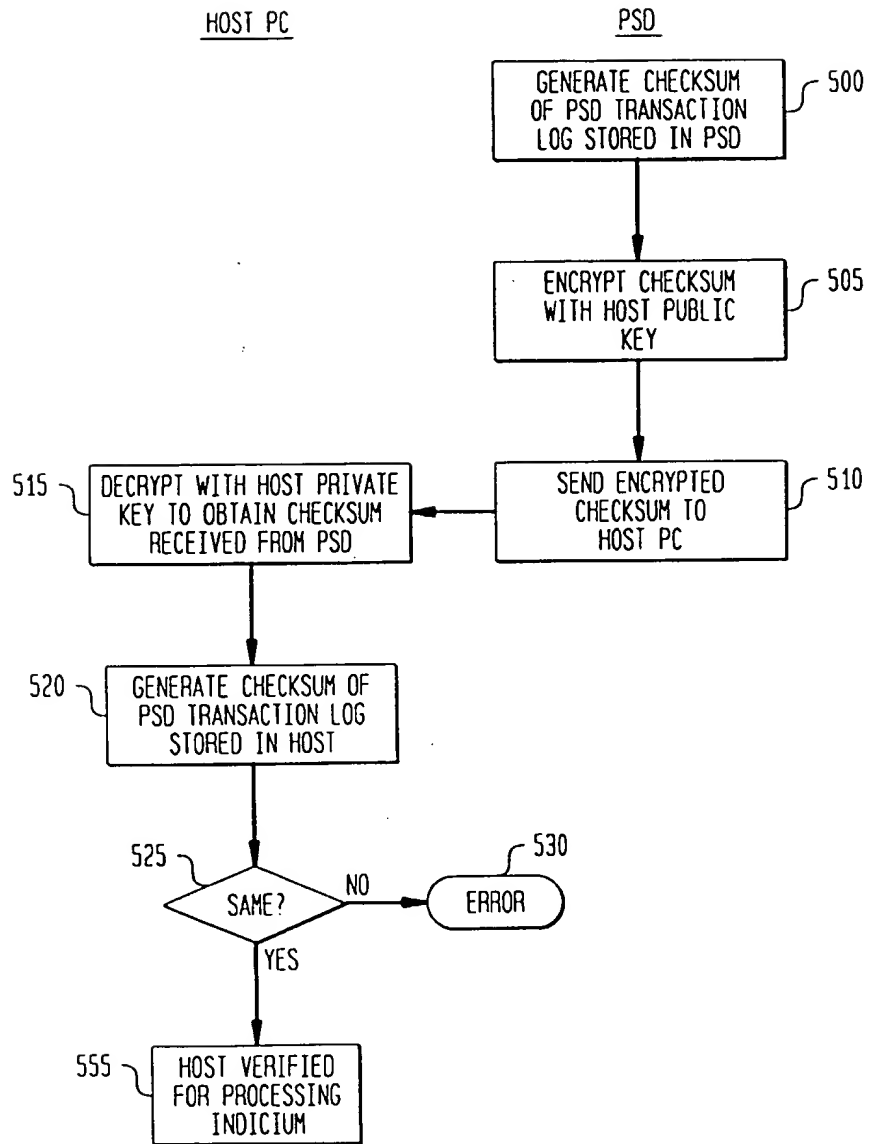 HOST PC
PSD
GENERATE CHECKSUM
OF PSD TRANSACTION
LOG STORED IN PSD
500
ENCRYPT CHECKSUM
WITH HOST PUBLIC
KEY
505
SEND ENCRYPTED
CHECKSUM TO
HOST PC
510
515
DECRYPT WITH HOST PRIVATE
KEY TO OBTAIN CHECKSUM
RECEIVED FROM PSD
520
GENERATE CHECKSUM OF
PSD TRANSACTION LOG
STORED IN HOST
525
SAME?
NO
530
ERROR
YES
555
HOST VERIFIED
FOR PROCESSING
INDICIUM